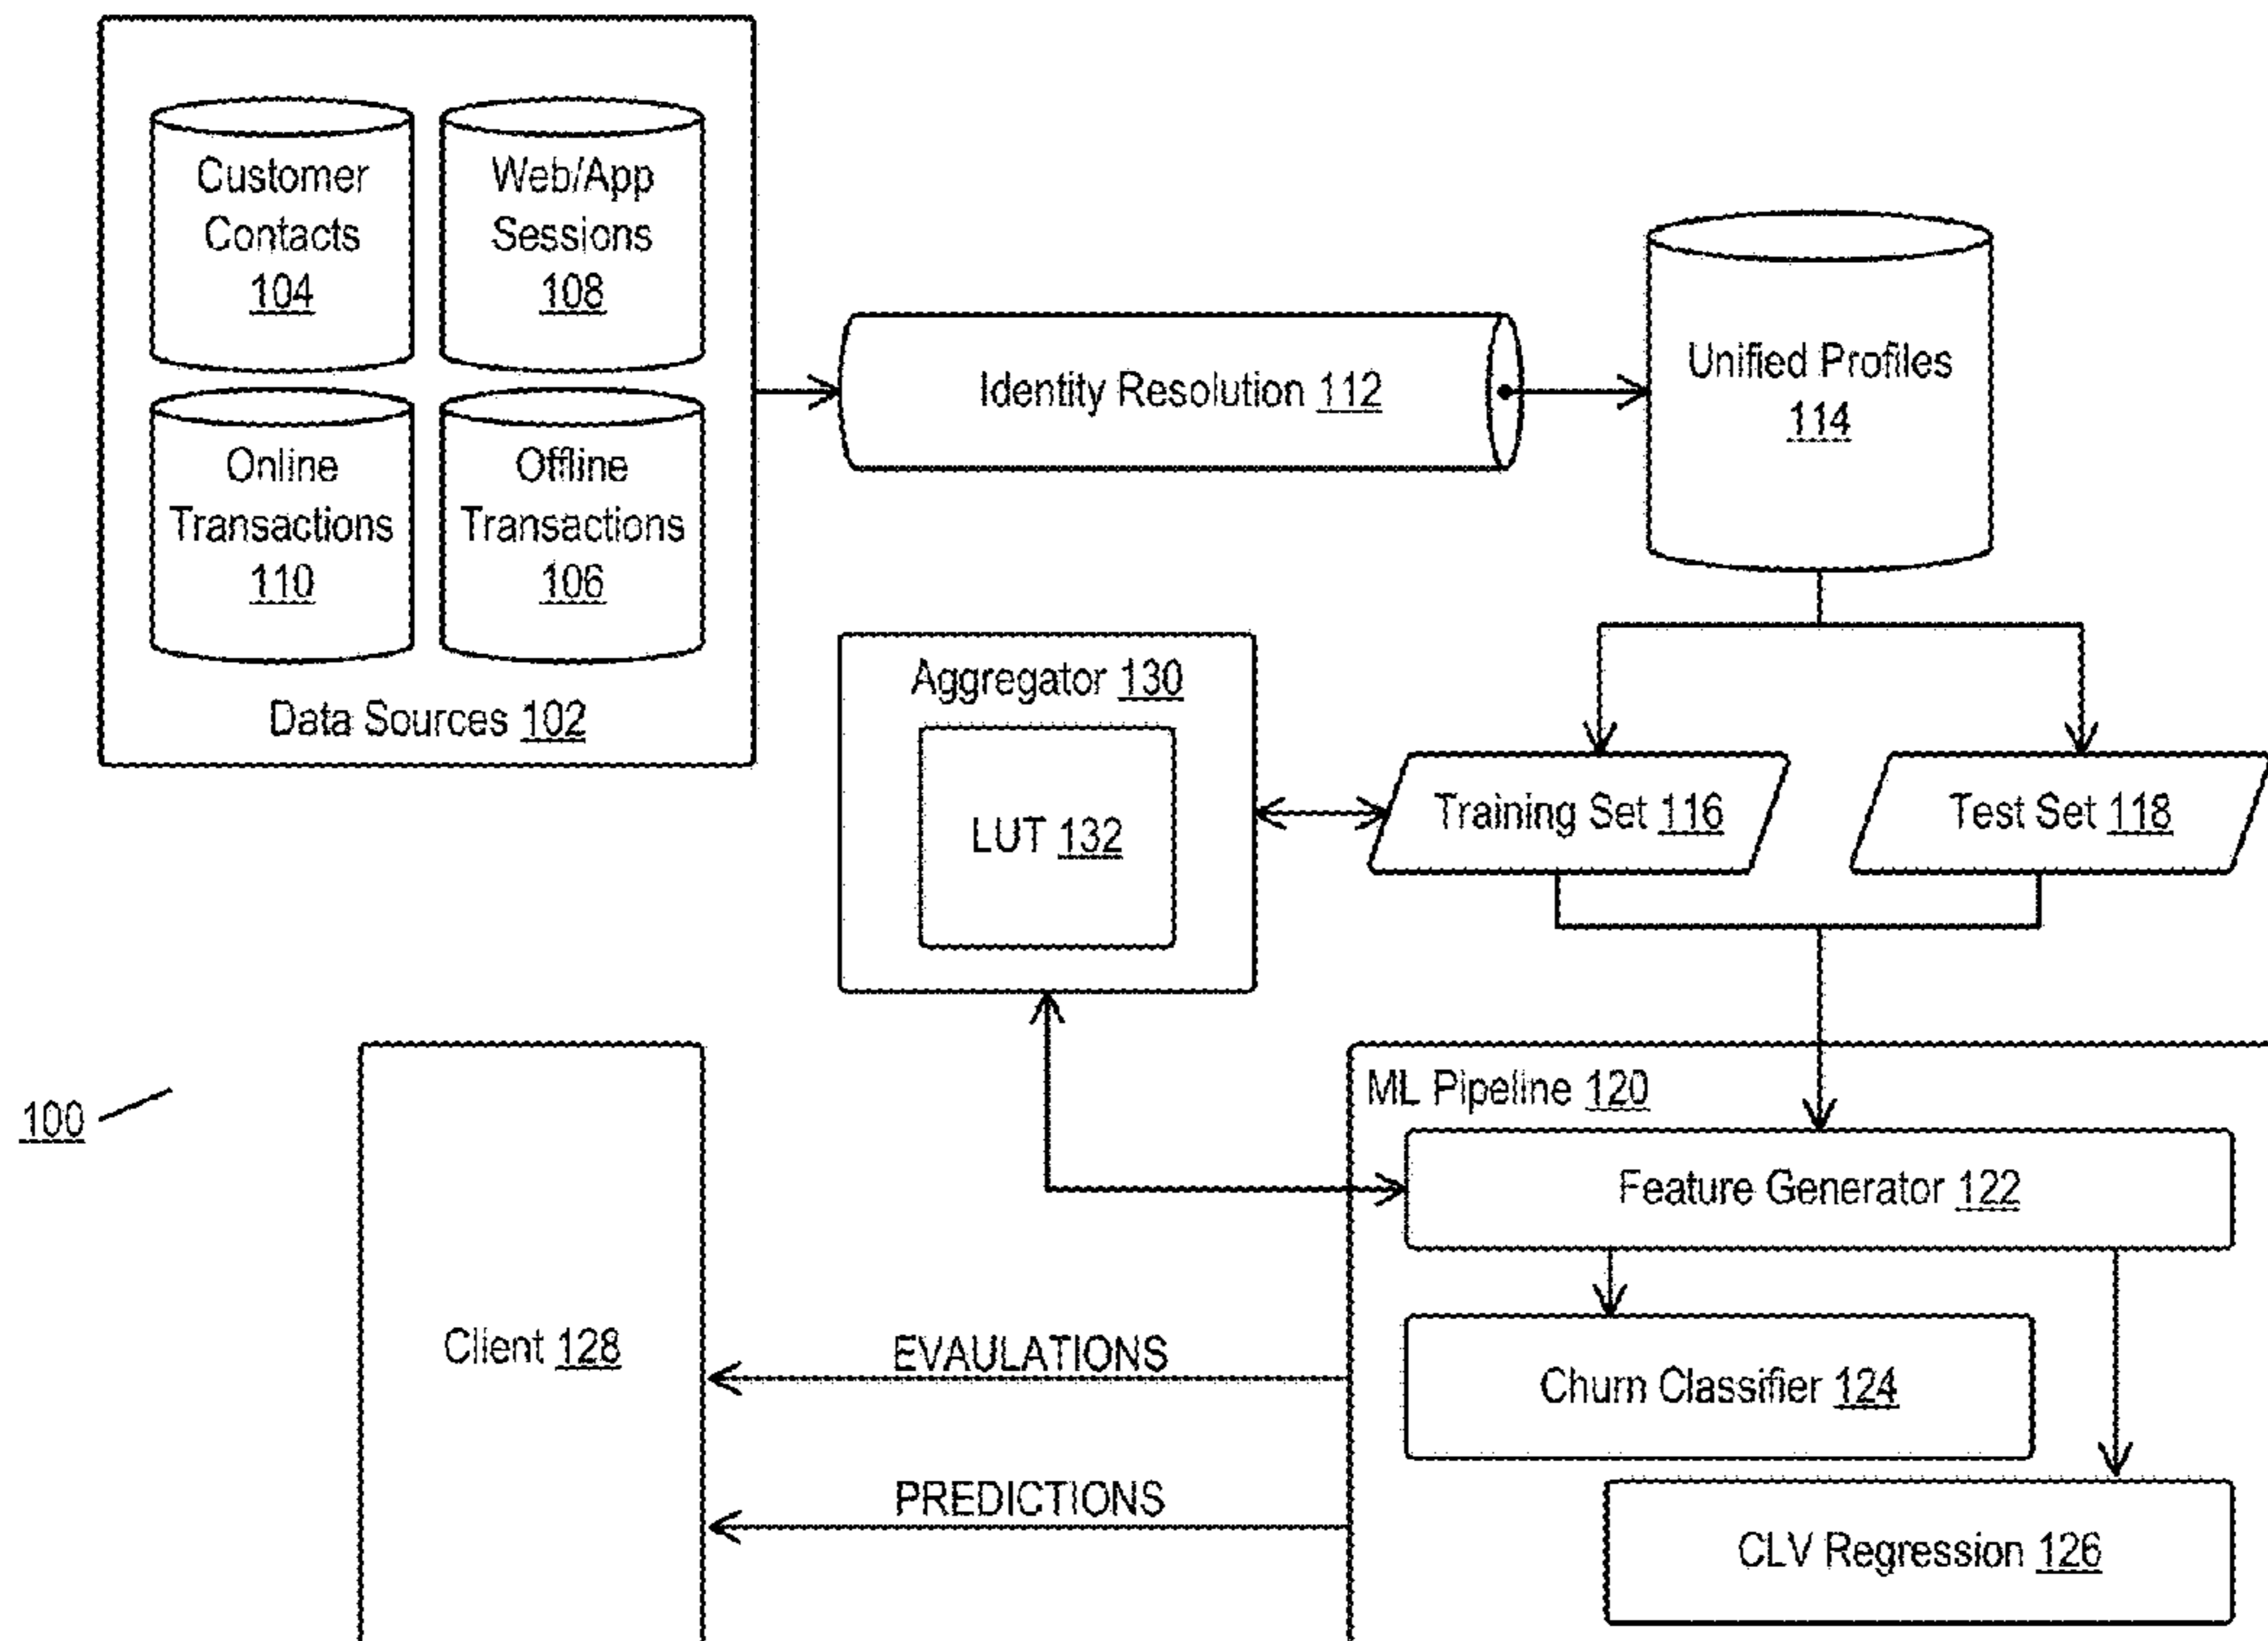 Customer
Contacts
104
Web/App
Sessions
108
Online
Transactions
110
Offline
Transactions
106
Data Sources 102
Identity Resolution 112
Unified Profiles
114
Aggregator 130
LUT 132
Training Set 116
Test Set 118
100
ML Pipeline 120
Feature Generator 122
Client 128
EVAULATIONS
Churn Classifier 124
PREDICTIONS
CLV Regression 126